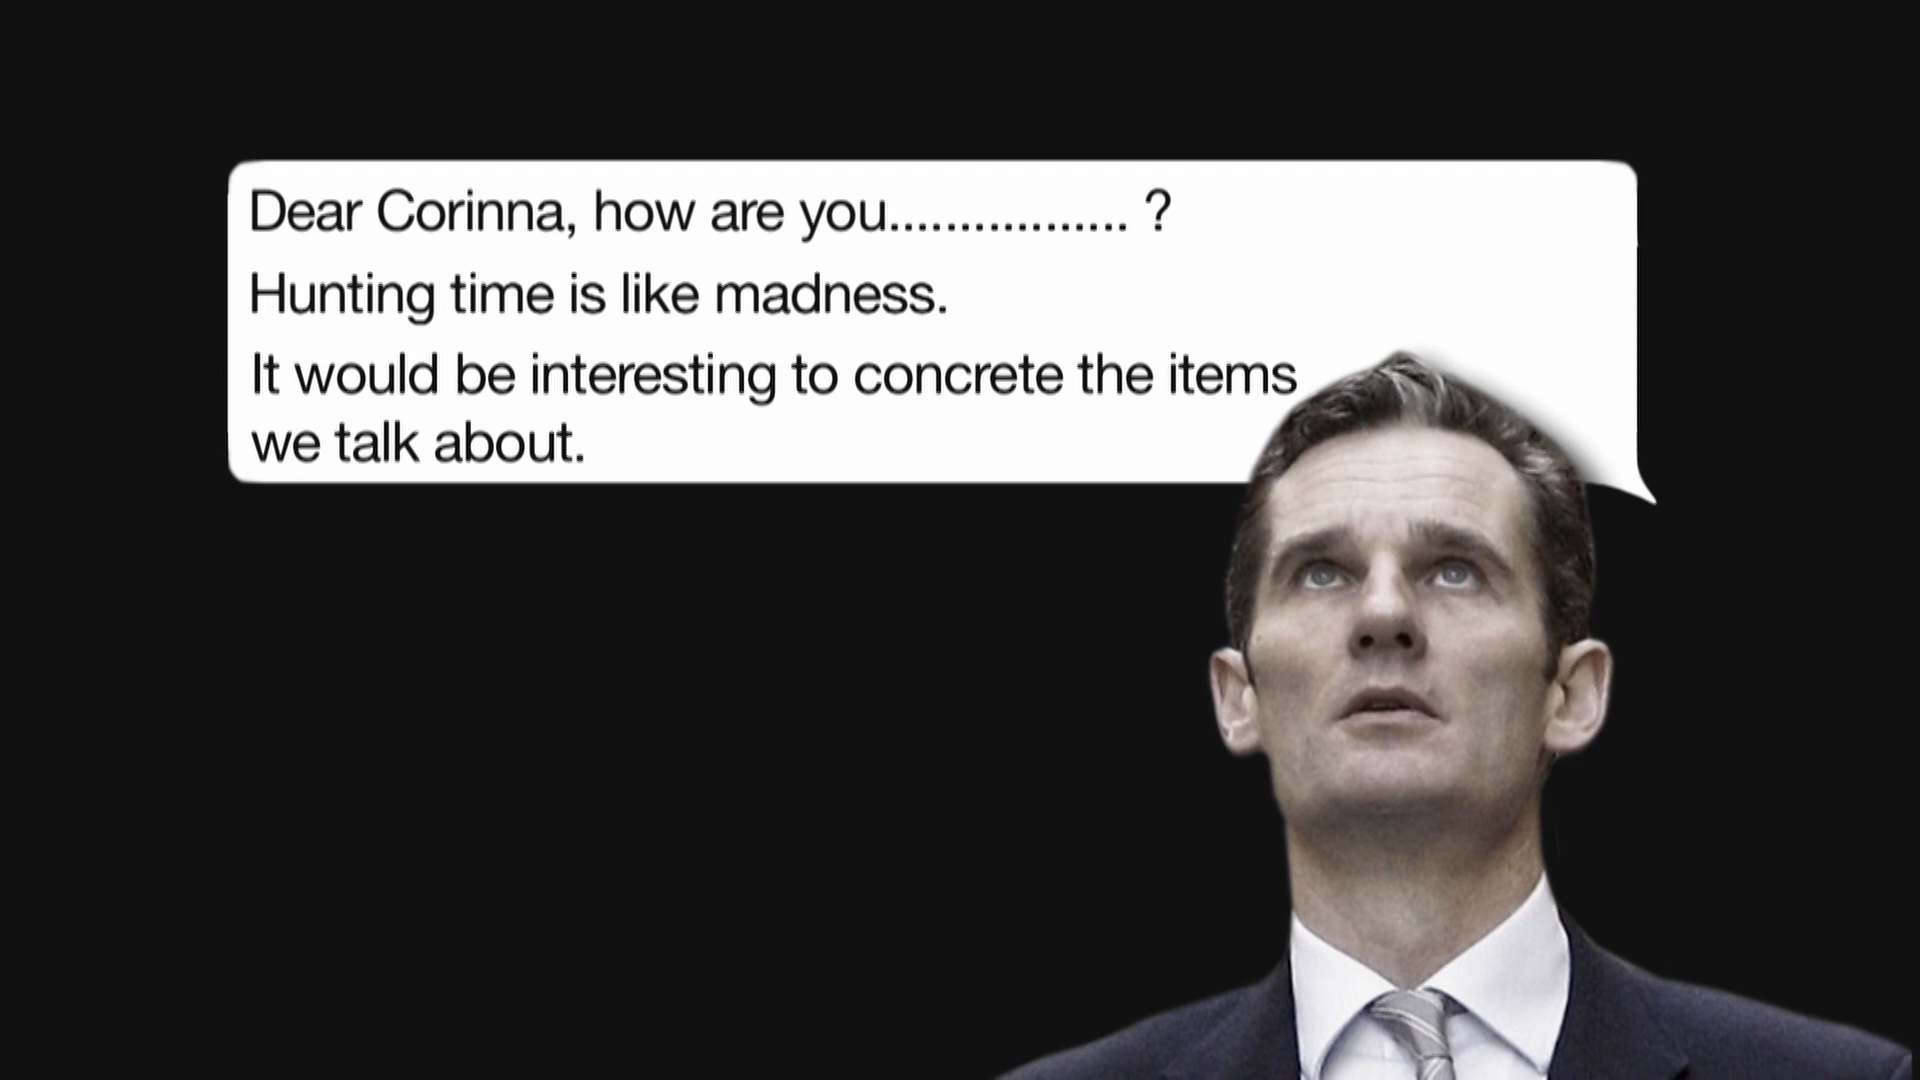 Dear Corinna, how are you................. ?
Hunting time is like madness.
It would be interesting to concrete the items
we talk about.